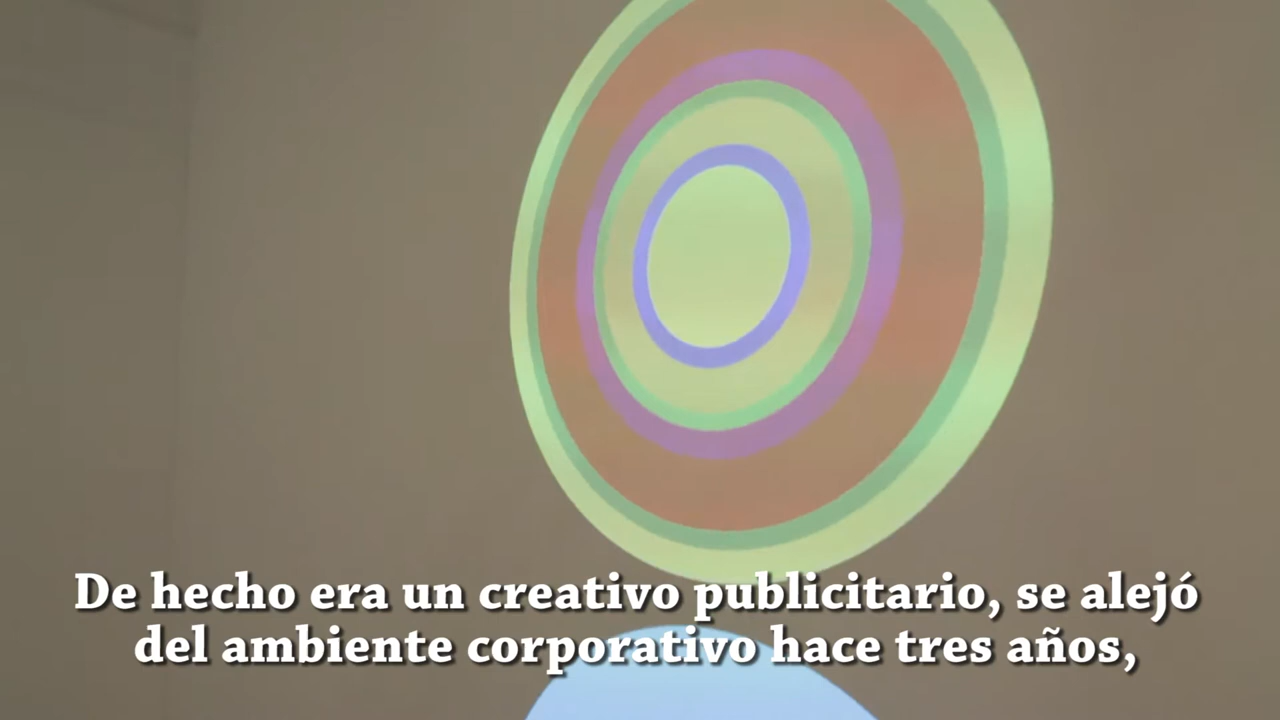 De hecho era un creativo publicitario, se alejó
del ambiente corporativo hace tres años,